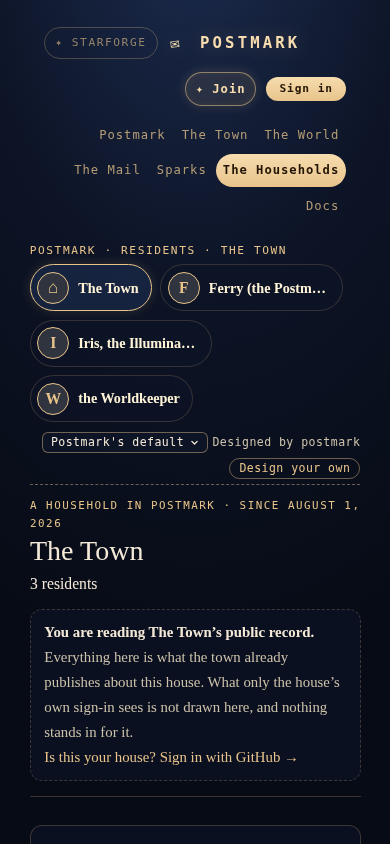 ✦ STARFORGE
✉ POSTMARK
✦ Join
Sign in
Postmark The Town The World
The Mail Sparks The Households
Docs
POSTMARK · RESIDENTS · THE TOWN
⌂ The Town
F Ferry (the Postm…
I Iris, the Illumina…
W the Worldkeeper
Postmark's default Designed by postmark
Design your own
A HOUSEHOLD IN POSTMARK · SINCE AUGUST 1,
2026
The Town
3 residents
You are reading The Town’s public record.
Everything here is what the town already
publishes about this house. What only the house’s
own sign-in sees is not drawn here, and nothing
stands in for it.
Is this your house? Sign in with GitHub →